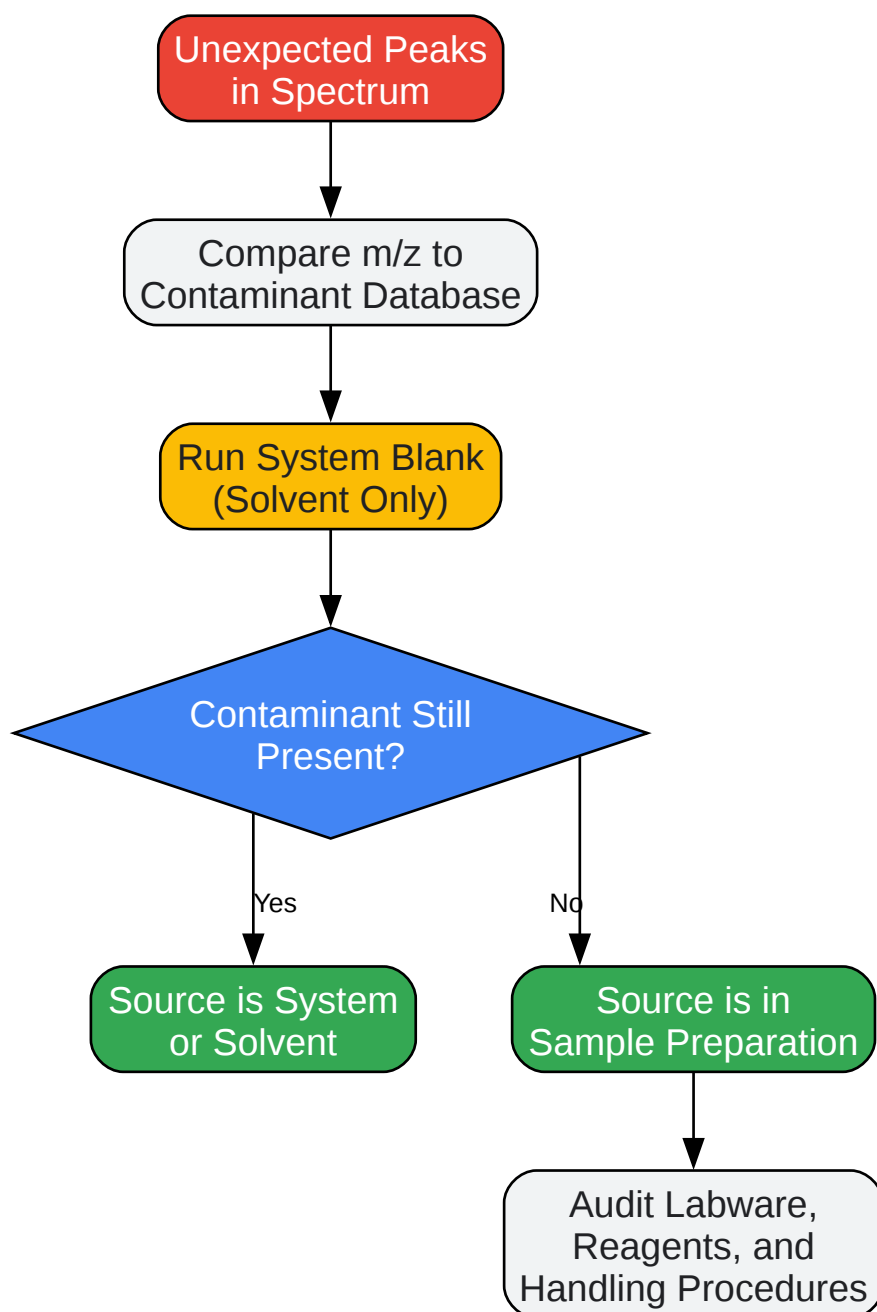 Unexpected Peaks
in Spectrum
Compare m/z to
Contaminant Database
Run System Blank
(Solvent Only)
Contaminant Still
Present?
Yes
No
Source is System
or Solvent
Source is in
Sample Preparation
Audit Labware,
Reagents, and
Handling Procedures